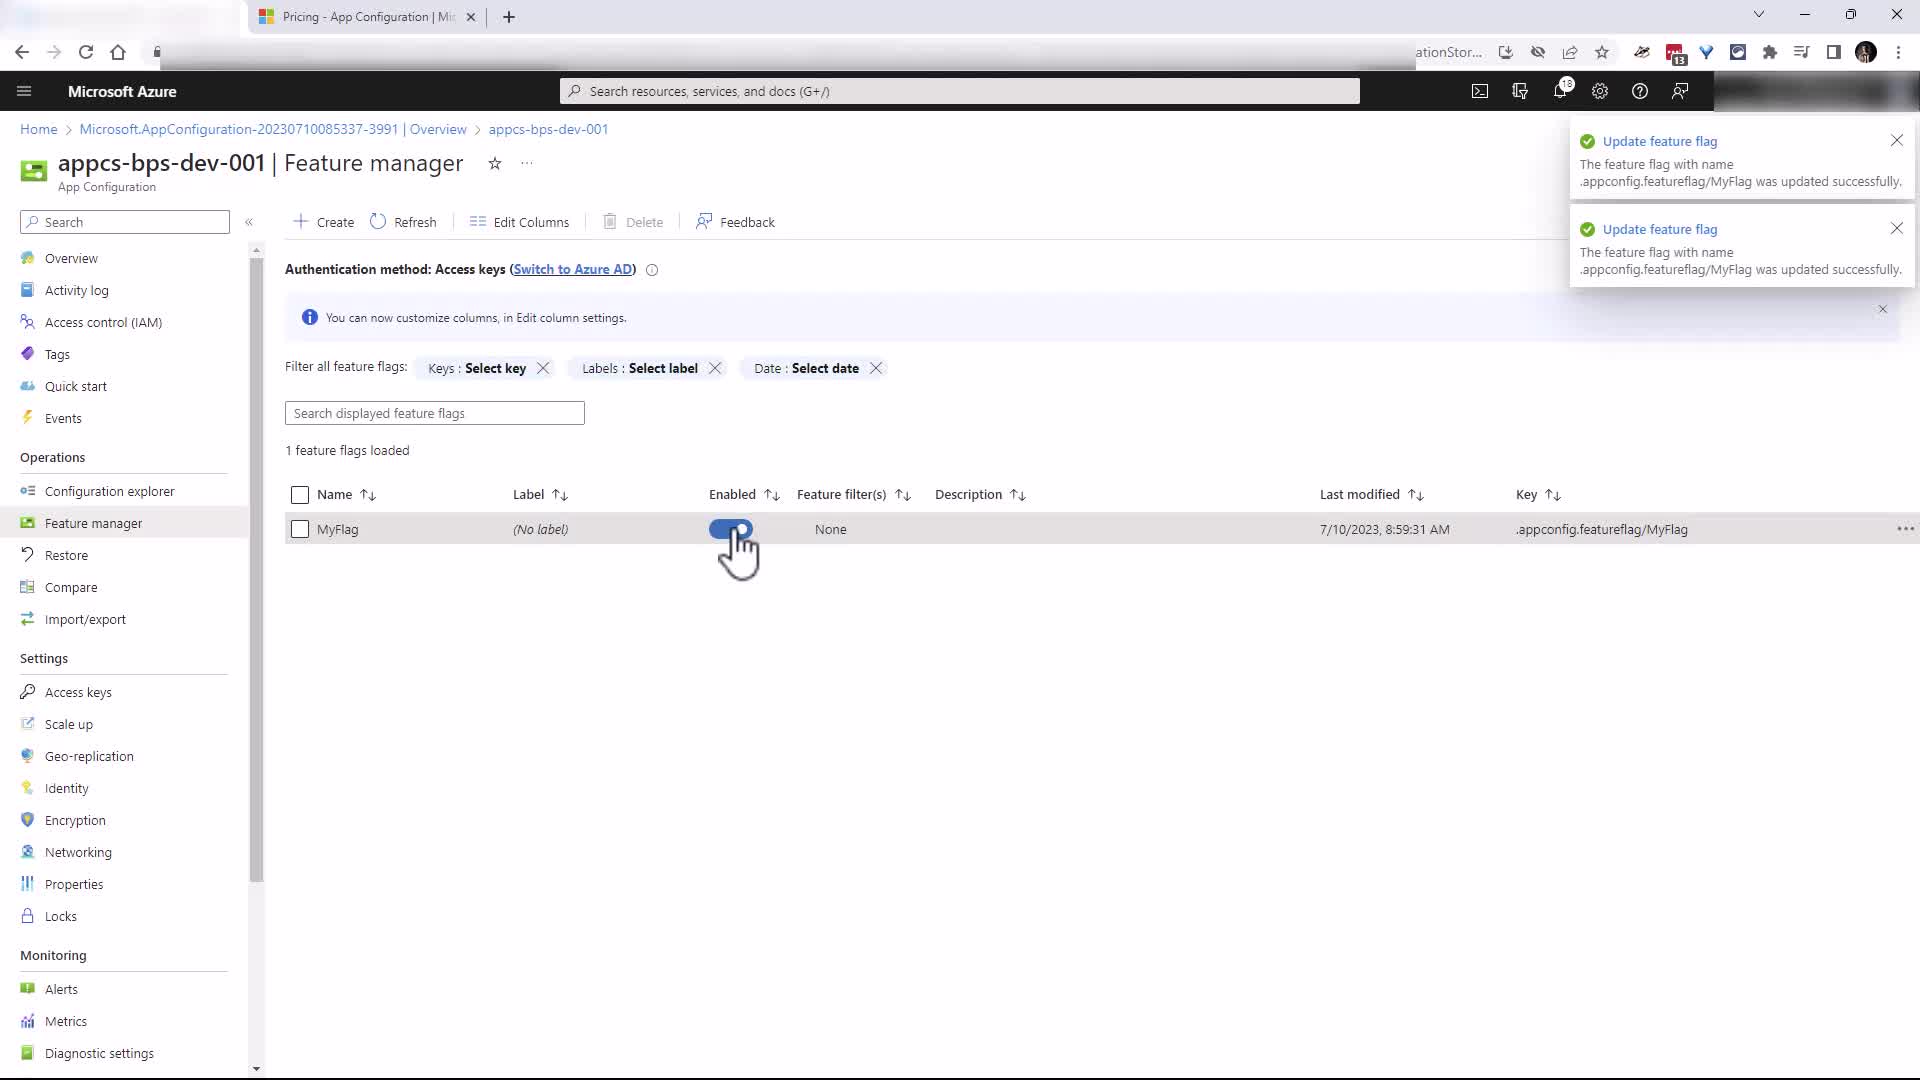 Pricing - App Configuration | Mi
ationStor...
13
Microsoft Azure
Search resources, services, and docs (G+/)
18
Home > Microsoft.AppConfiguration-20230710085337-3991 | Overview > appcs-bps-dev-001
appcs-bps-dev-001 | Feature manager
App Configuration
Update feature flag
The feature flag with name
.appconfig.featureflag/MyFlag was updated successfully.
Update feature flag
The feature flag with name
.appconfig.featureflag/MyFlag was updated successfully.
Search
Overview
Activity log
Access control (IAM)
Tags
Quick start
Events
Operations
Configuration explorer
Feature manager
Restore
Compare
Import/export
Settings
Access keys
Scale up
Geo-replication
Identity
Encryption
Networking
Properties
Locks
Monitoring
Alerts
Metrics
Diagnostic settings
Create Refresh Edit Columns Delete Feedback
Authentication method: Access keys (Switch to Azure AD)
You can now customize columns, in Edit column settings.
Filter all feature flags: Keys : Select key Labels : Select label Date : Select date
Search displayed feature flags
1 feature flags loaded
Name Label Enabled Feature filter(s) Description Last modified Key
MyFlag (No label) None 7/10/2023, 8:59:31 AM .appconfig.featureflag/MyFlag